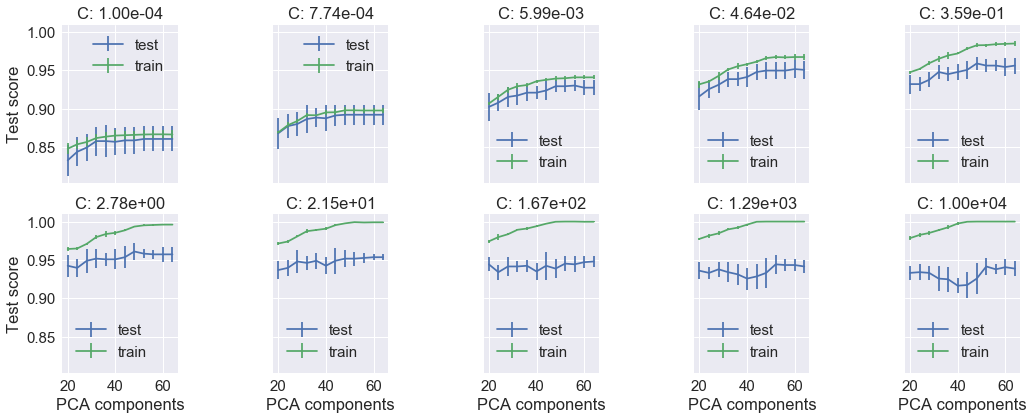 C: 1.00e-04
C: 7.74e-04
C: 5.99e-03
C: 4.64e-02
C: 3.59e-01
1.00
0.95
0.90
0.85
Test score
test
train
test
train
test
train
test
train
test
train
C: 2.78e+00
C: 2.15e+01
C: 1.67e+02
C: 1.29e+03
C: 1.00e+04
1.00
0.95
0.90
0.85
Test score
test
train
test
train
test
train
test
train
test
train
20 40 60
20 40 60
20 40 60
20 40 60
20 40 60
PCA components
PCA components
PCA components
PCA components
PCA components